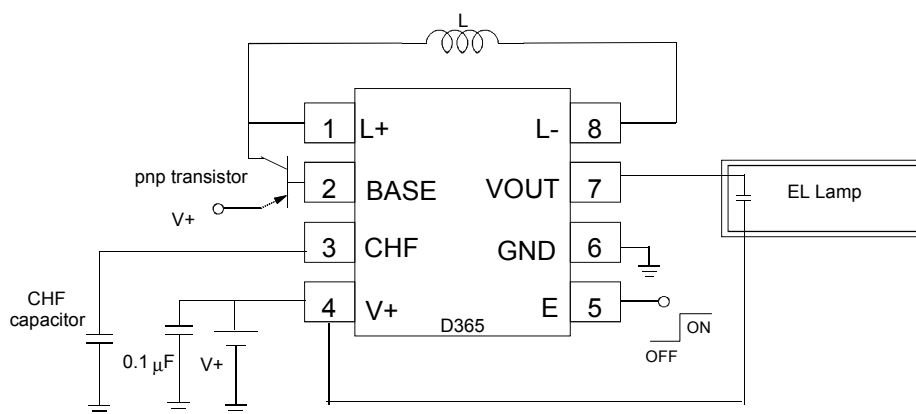 L
1 L+ L- 8
pnp transistor 2 BASE VOUT 7 EL Lamp
V+
3 CHF GND 6
CHF
capacitor
4 V+ E 5
0.1 μF V+ D365
ON
OFF